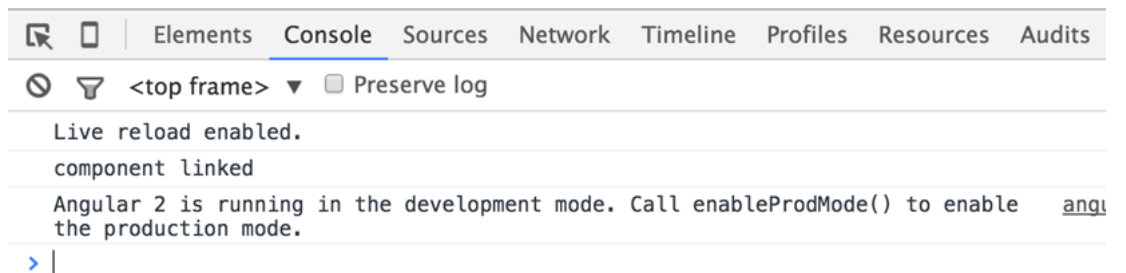 Elements Console Sources Network Timeline Profiles Resources Audits
<top frame> ▼ Preserve log
Live reload enabled.
component linked
Angular 2 is running in the development mode. Call enableProdMode() to enable angu
the production mode.
>